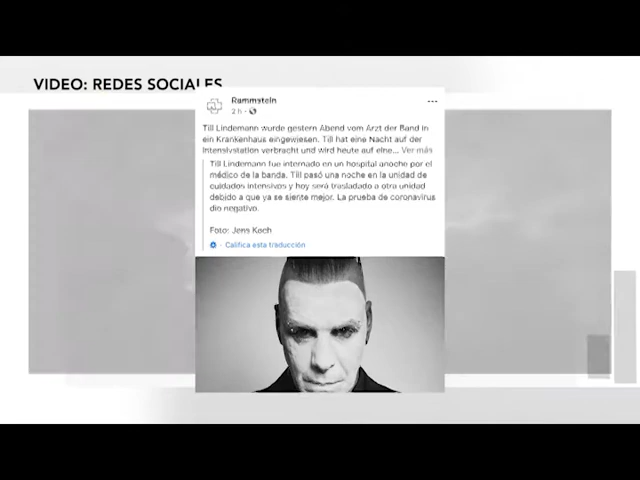 VIDEO: REDES SOCIALES
Rammstein
2 h
Till Lindemann wurde gestern Abend vom Arzt der Band in
ein Krankenhaus eingewiesen. Till hat eine Nacht auf der
Intensivstation verbracht und wird heute auf eine... Ver más
Till Lindemann fue internado en un hospital anoche por el
médico de la banda. Till pasó una noche en la unidad de
cuidados intensivos y hoy será trasladado a otra unidad
debido a que ya se siente mejor. La prueba de coronavirus
dio negativo.
Foto: Jens Koch
· Califica esta traducción